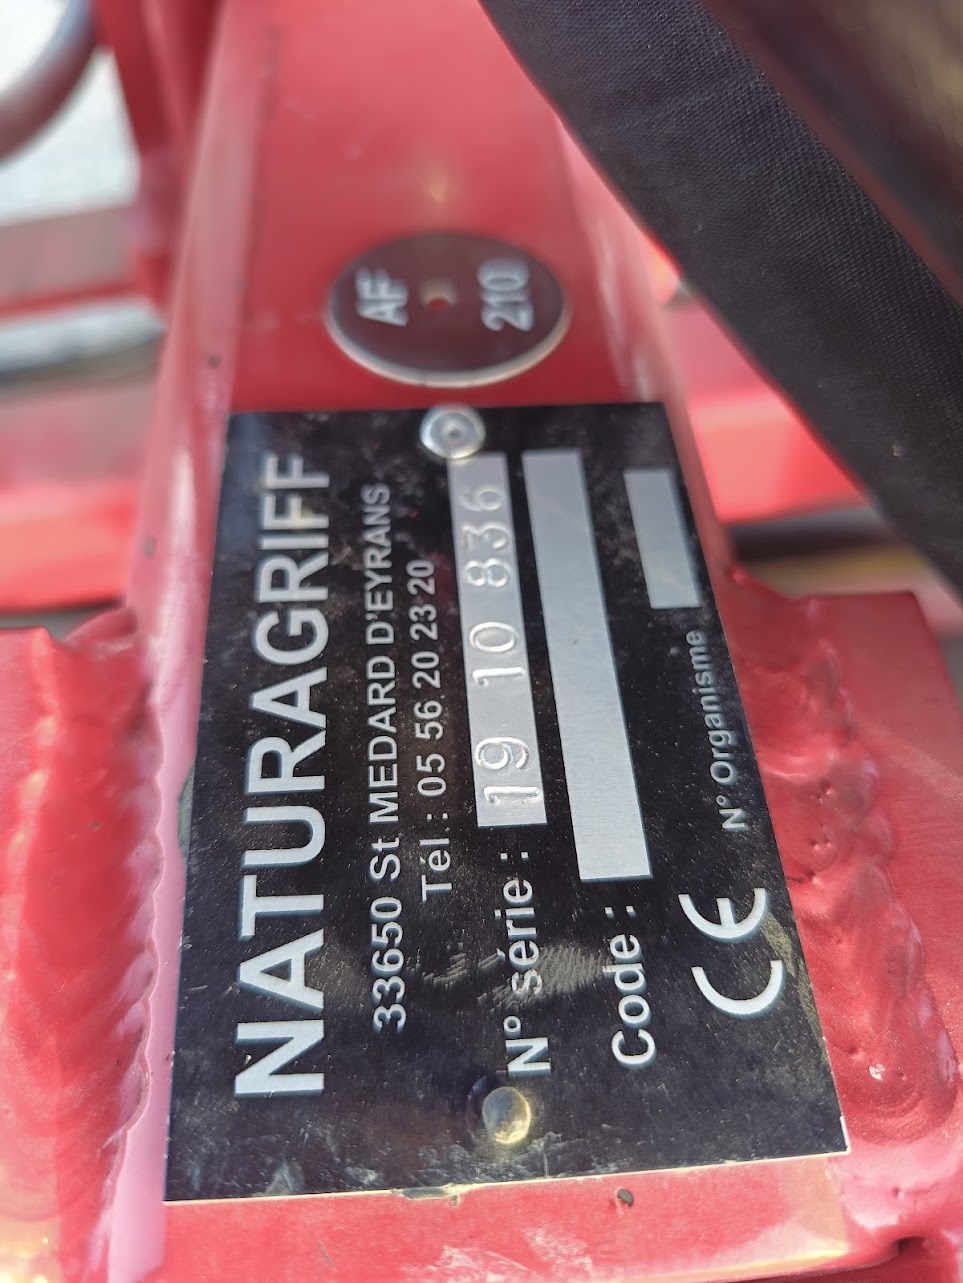 AF
210
NATURAGRIFF
33650 St MEDARD D'EYRANS
Tél : 05 56 20 23 20
N° série : 19 10 836
Code :
CE N° Organisme